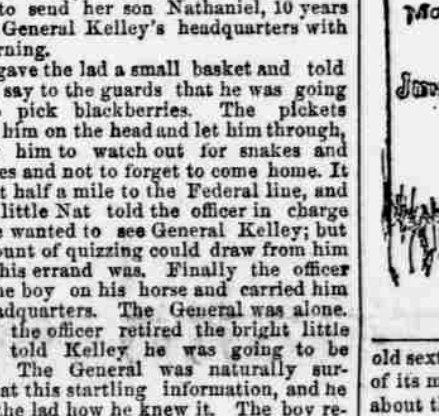 to send her son Nathaniel, 10 years
General Kelley's headquarters with
rning.
gave the lad a small basket and told
say to the guards that he was going
pick blackberries. The pickets
him on the head and let him through,
him to watch out for snakes and
es and not to forget to come home. It
t half a mile to the Federal line, and
little Nat told the officer in charge
e wanted to see General Kelley; but
ount of quizzing could draw from him
his errand was. Finally the officer
he boy on his horse and carried him
adquarters. The General was alone.
the officer retired the bright little
told Kelley he was going to be
The General was naturally sur-
at this startling information, and he
the lad how he knew it. The boy re-
old sext
of its m
about t